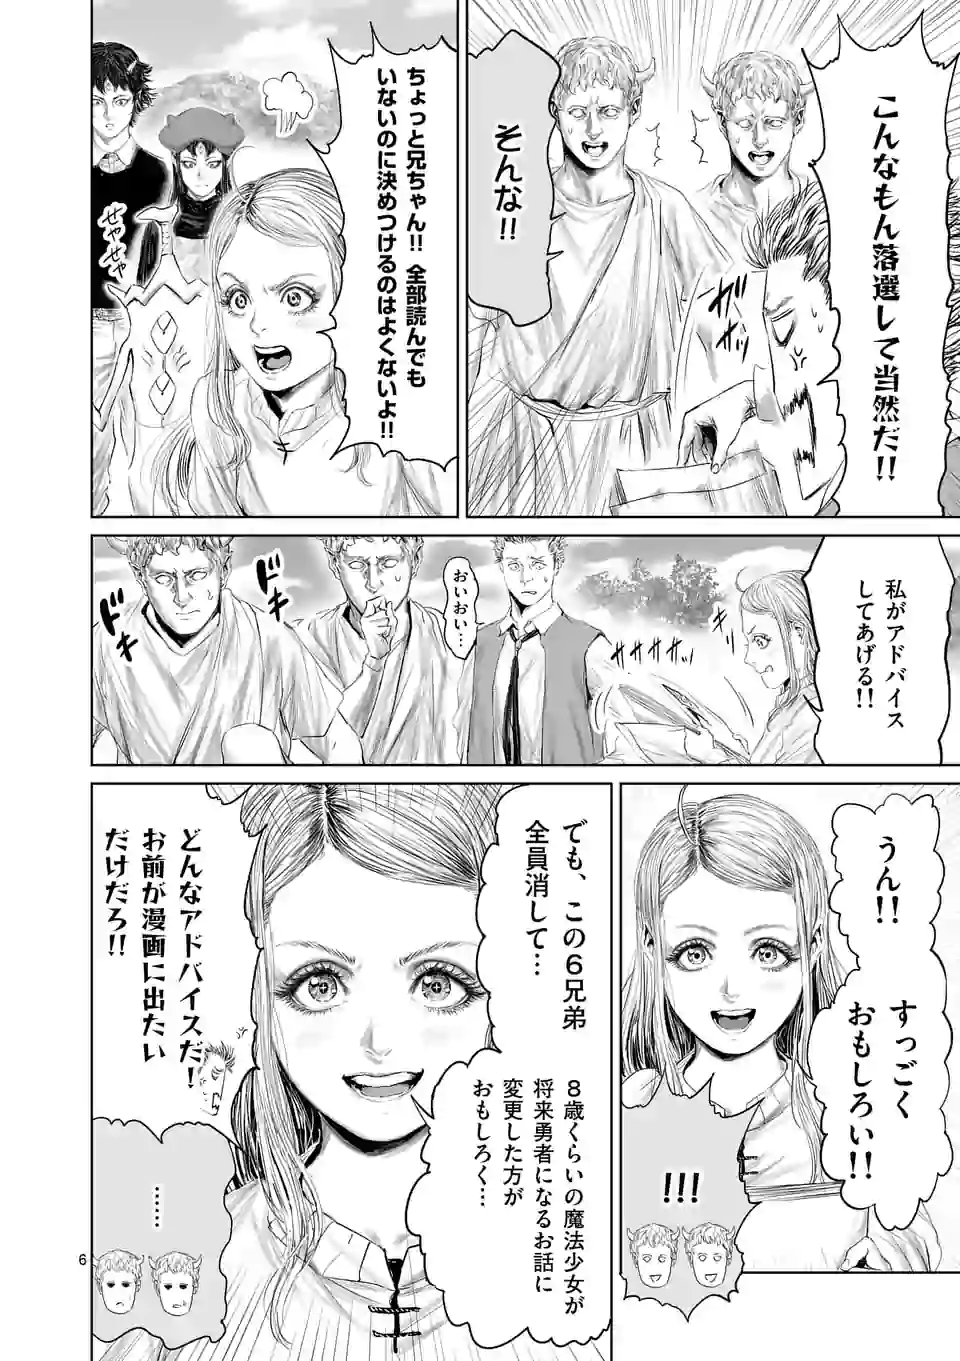 こんなもん落選して当然だ!!
そんな!!
ちょっと兄ちゃん!! 全部読んでも
いないのに決めつけるのはよくないよ!!
せやせや
私がアドバイス
してあげる!!
ガサガサ
おいおい…
ドキ
ドキ
うん!!
すっごく
おもしろい!!
!!!
でも、この6兄弟
全員消して…
8歳くらいの魔法少女が
将来勇者になるお話に
変更した方が
おもしろく…
どんなアドバイスだ!
お前が漫画に出たい
だけだろ!!
……
6